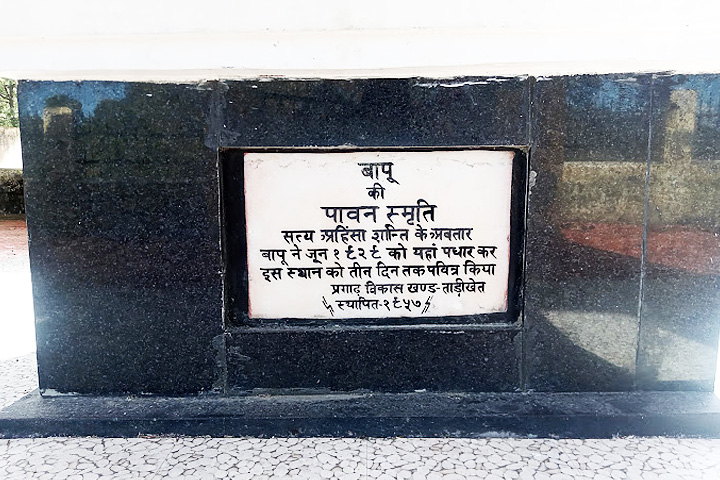 बापू
की
पावन स्मृति
सत्य अहिंसा शान्ति के अवतार
बापू ने जून १९२९ को यहां पधार कर
इस स्थान को तीन दिन तक पवित्र किया
प्रगाढ़ विकास खण्ड-ताड़ीखेत
स्थापित-१९५७